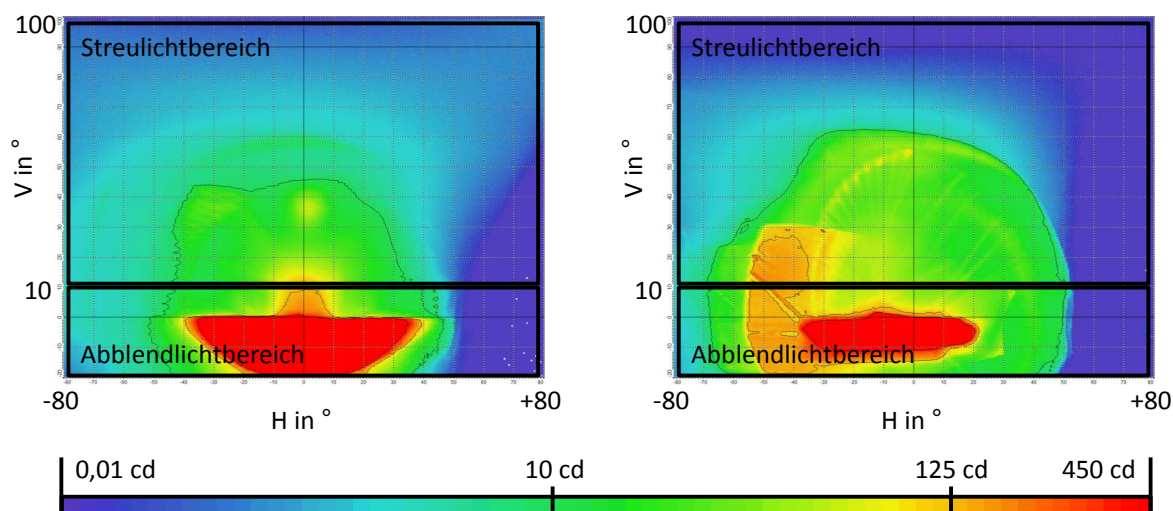 100
Streulichtbereich
V in °
10
Abblendlichtbereich
-80
+80
H in °
100
Streulichtbereich
V in °
10
Abblendlichtbereich
-80
+80
H in °
0,01 cd
10 cd
125 cd
450 cd